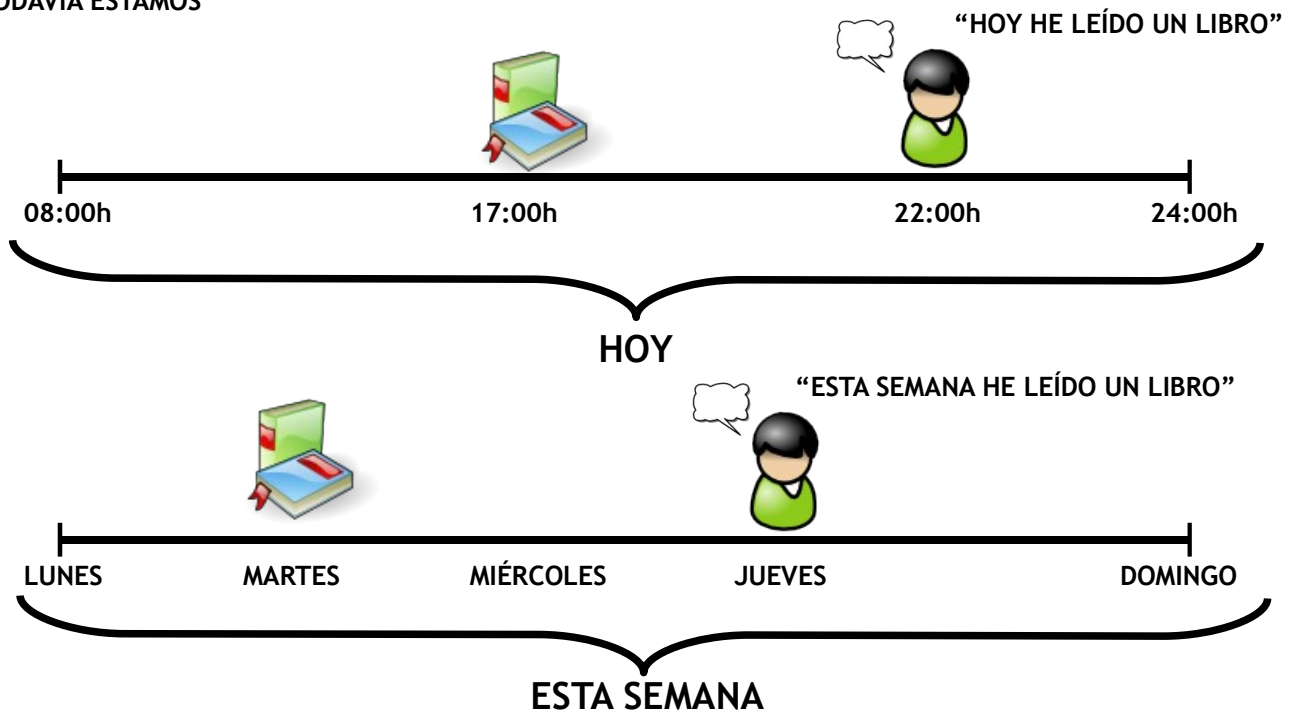 ESTAMOS
“HOY HE LEÍDO UN LIBRO”
08:00h 17:00h 22:00h 24:00h
HOY
“ESTA SEMANA HE LEÍDO UN LIBRO”
LUNES MARTES MIÉRCOLES JUEVES DOMINGO
ESTA SEMANA